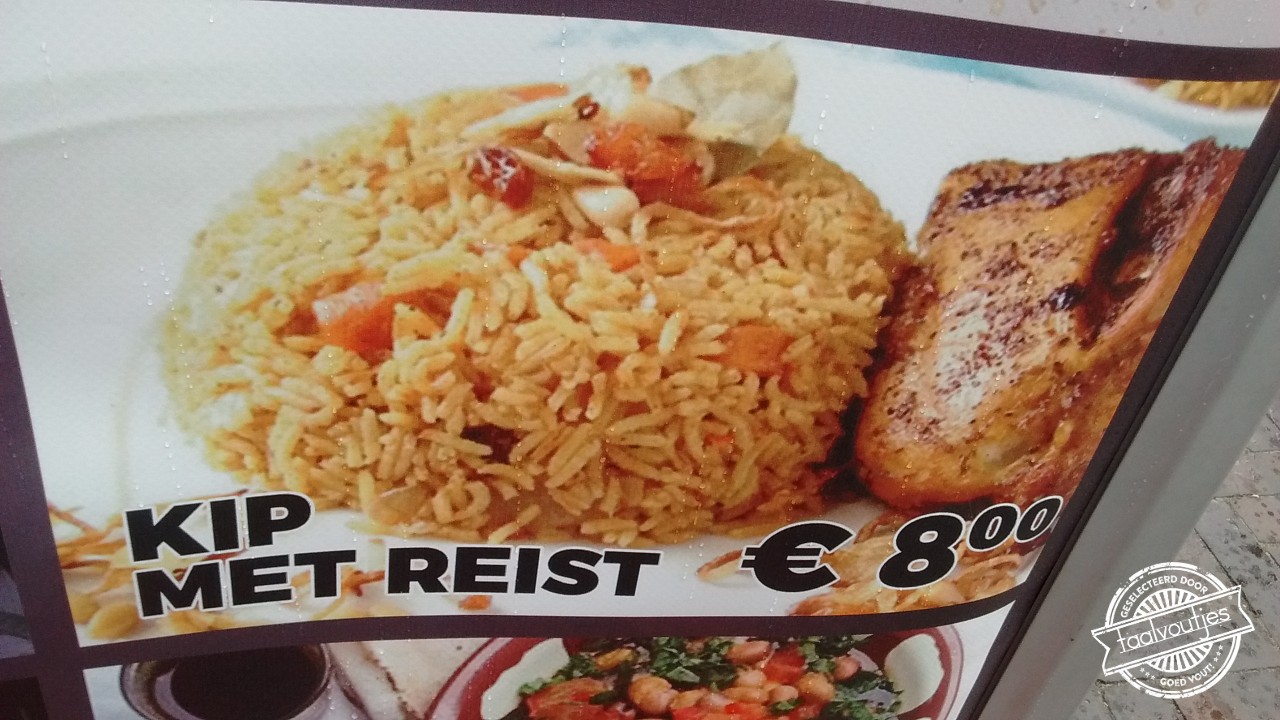 KIP
MET REIST € 8⁰⁰
GESELECTEERD DOOR
taalvoutjes
GOED VOUT!